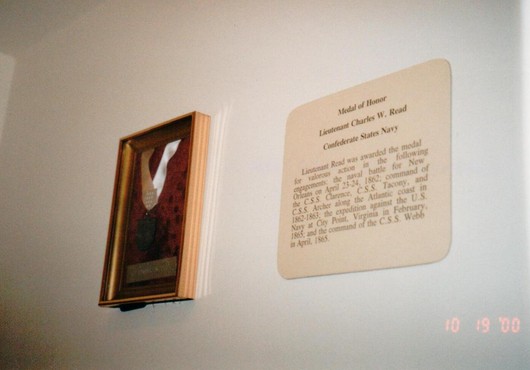 Medal of Honor
Lieutenant Charles W. Read
Confederate States Navy
Lieutenant Read was awarded the medal
for valorous action in the following
engagements: the naval battle for New
Orleans on April 23-24, 1862; command of
the C.S.S. Clarence, C.S.S. Tacony, and
C.S.S. Archer along the Atlantic coast in
1862-1863, the expedition against the U.S.
Navy at City Point, Virginia in February,
1865; and the command of the C.S.S. Webb
in April, 1865.
10 19 '00